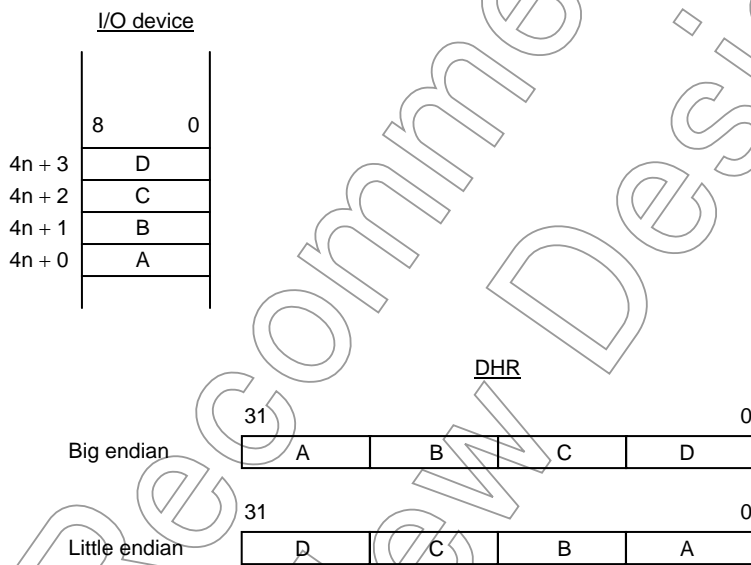 I/O device
8 0
4n + 3 D
4n + 2 C
4n + 1 B
4n + 0 A
DHR
31 0
Big endian A B C D
31 0
Little endian D C B A